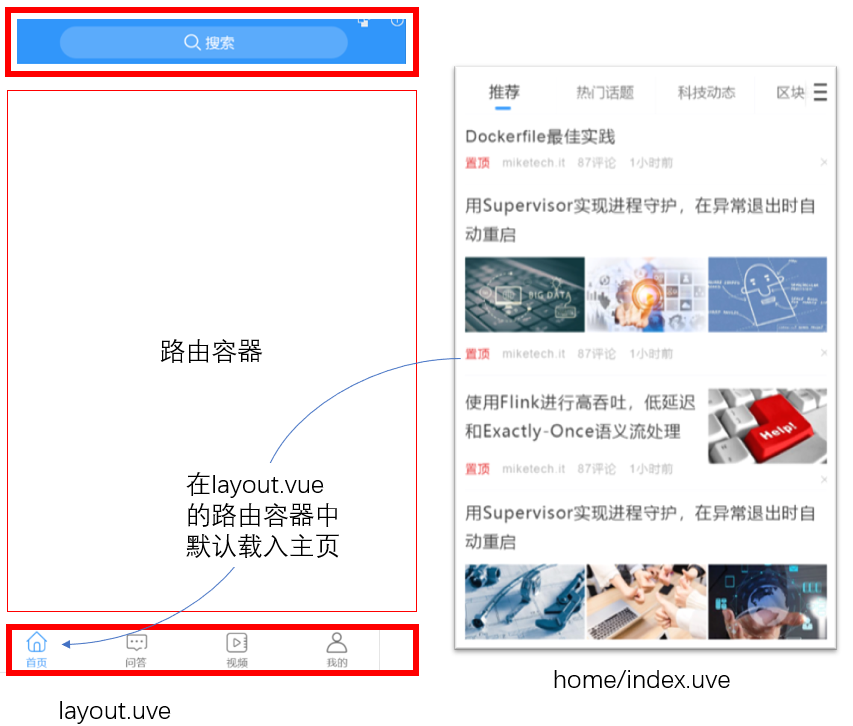 搜索
路由容器
在layout.vue
的路由容器中
默认载入主页
首页 问答 视频 我的
layout.uve
推荐 热门话题 科技动态 区块
Dockerfile最佳实践
置顶 miketech.it 87评论 1小时前
用Supervisor实现进程守护，在异常退出时自
动重启
BIG DATA
置顶 miketech.it 87评论 1小时前
使用Flink进行高吞吐，低延迟
和Exactly-Once语义流处理
Help!
置顶 miketech.it 87评论 1小时前
用Supervisor实现进程守护，在异常退出时自
动重启
home/index.uve